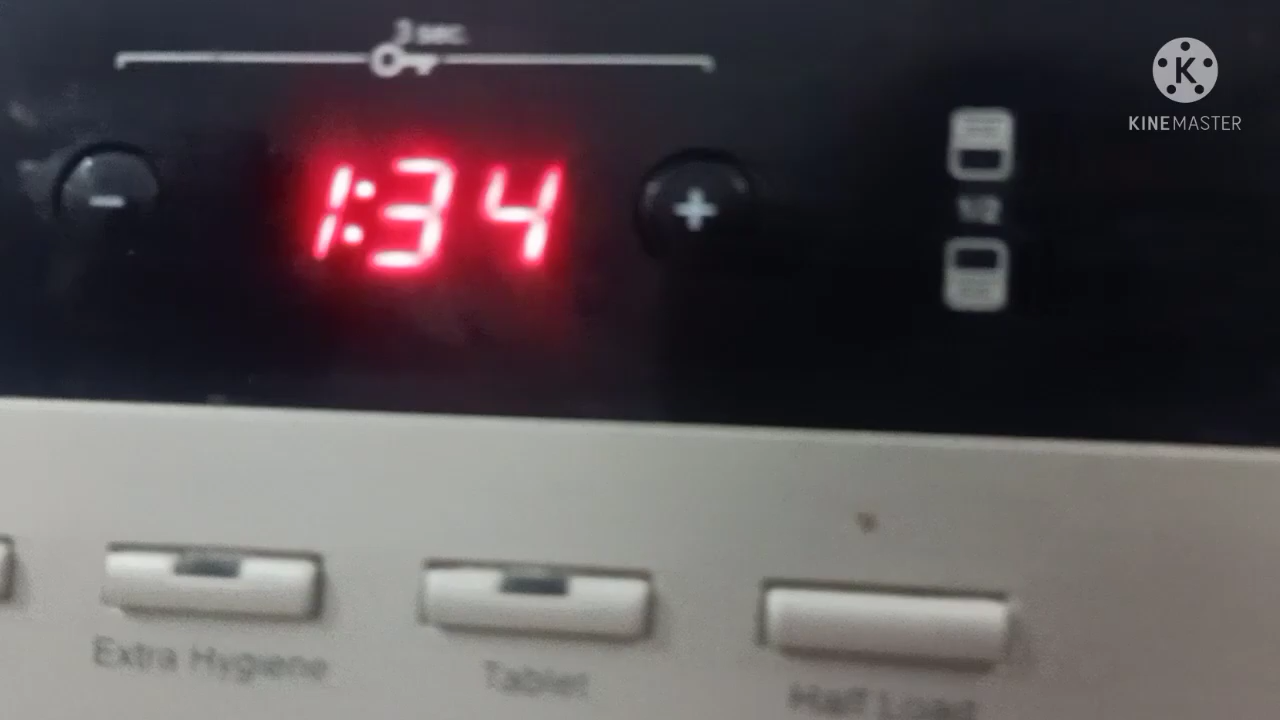 3 sec.
K
KINEMASTER
- 1:34 +
1/2
Extra Hygiene
Tablet
Half Load